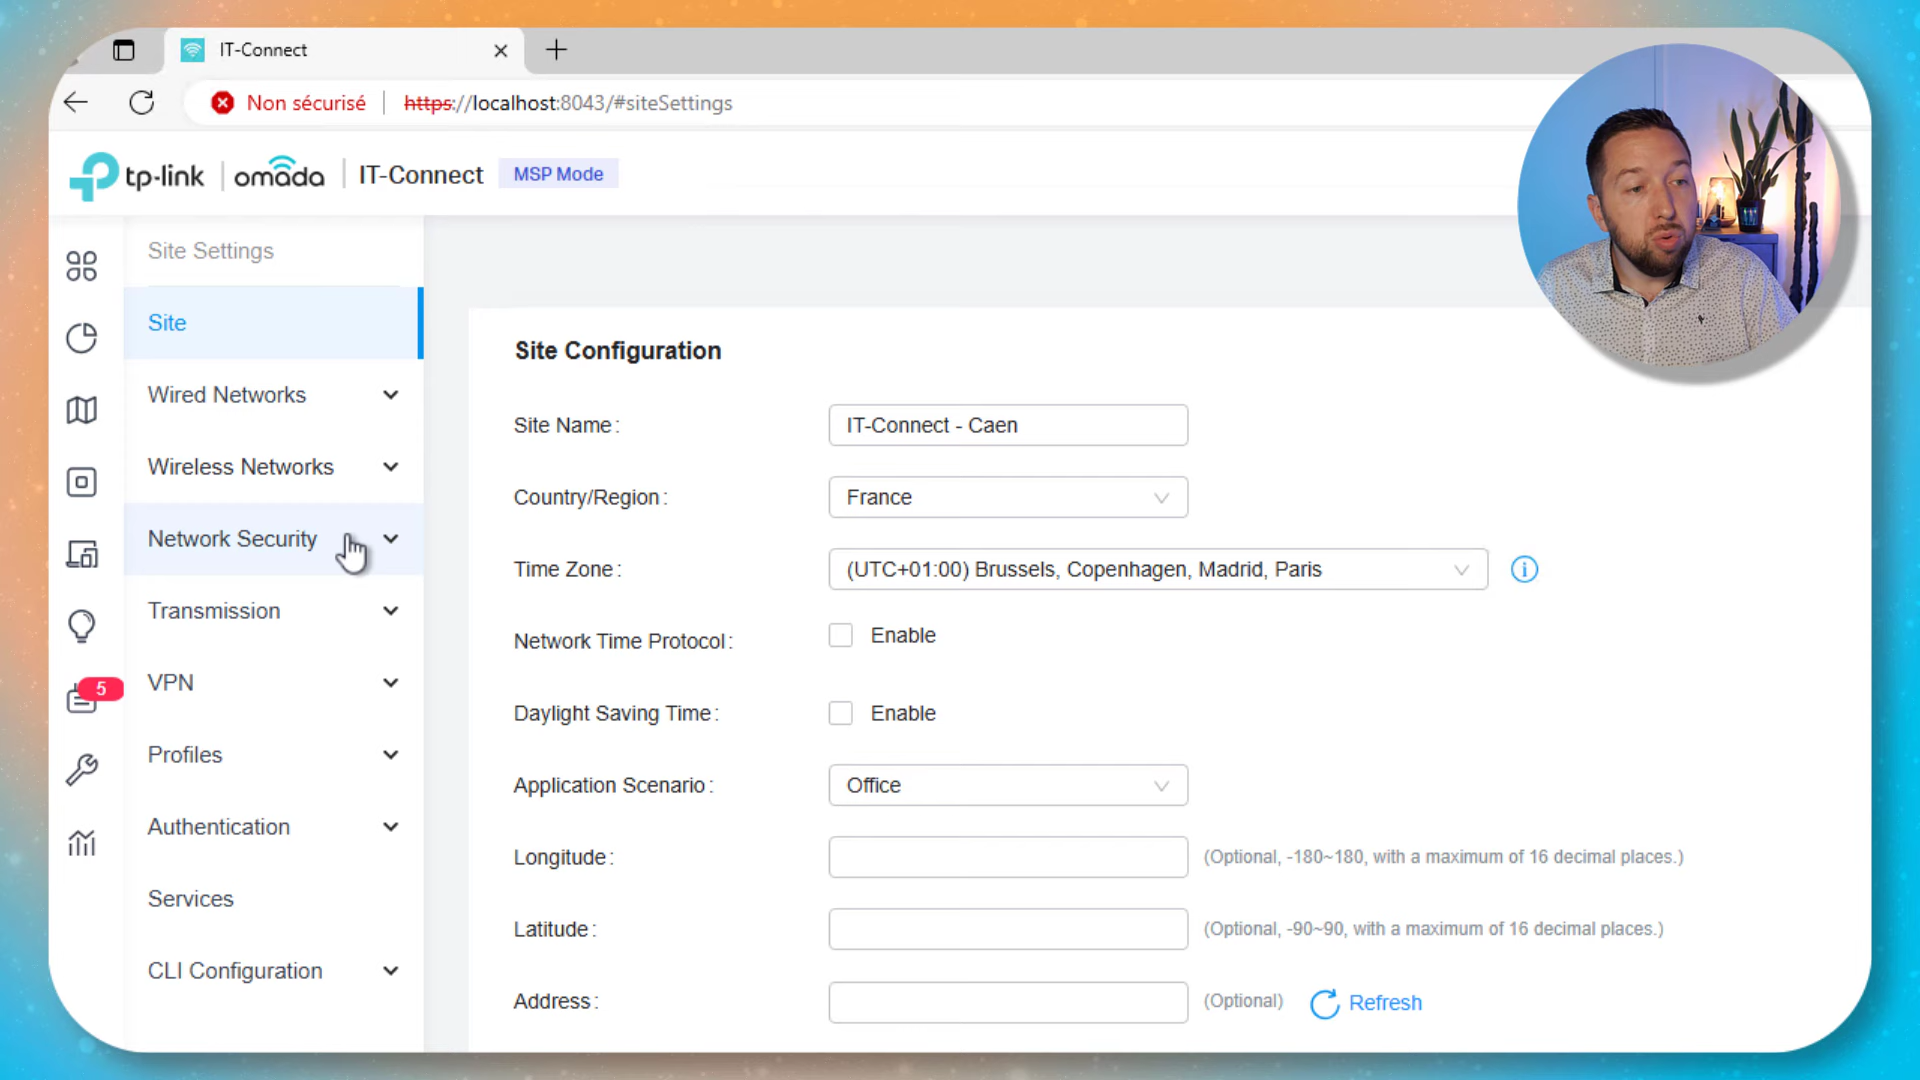 IT-Connect
Non sécurisé https://localhost:8043/#siteSettings
tp-link omada IT-Connect MSP Mode
Site Settings
Site
Wired Networks
Wireless Networks
Network Security
Transmission
VPN
5
Profiles
Authentication
Services
CLI Configuration
Site Configuration
Site Name: IT-Connect - Caen
Country/Region: France
Time Zone: (UTC+01:00) Brussels, Copenhagen, Madrid, Paris
Network Time Protocol: Enable
Daylight Saving Time: Enable
Application Scenario: Office
Longitude: (Optional, -180~180, with a maximum of 16 decimal places.)
Latitude: (Optional, -90~90, with a maximum of 16 decimal places.)
Address: (Optional) Refresh